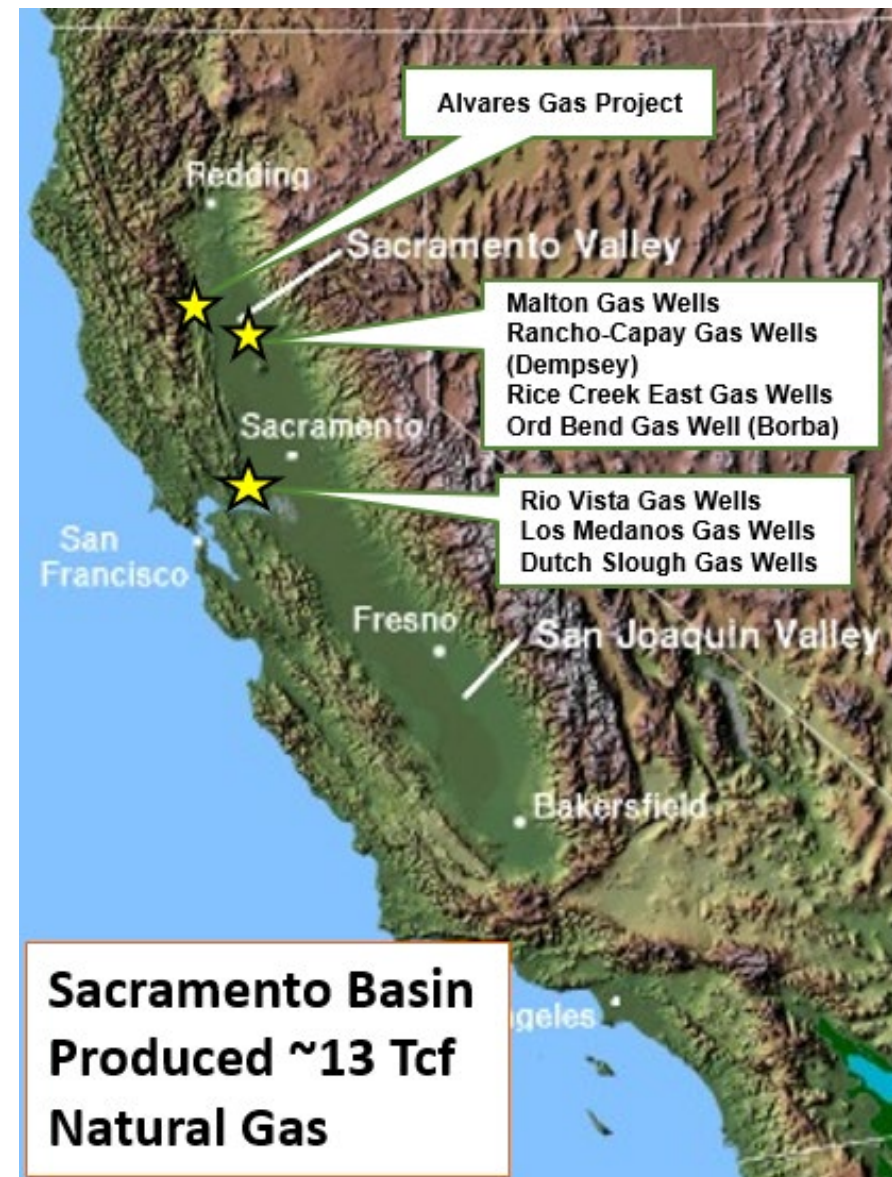 Alvares Gas Project
Redding
Sacramento Valley
Malton Gas Wells
Rancho-Capay Gas Wells
(Dempsey)
Rice Creek East Gas Wells
Ord Bend Gas Well (Borba)
Sacramento
Rio Vista Gas Wells
Los Medanos Gas Wells
Dutch Slough Gas Wells
San
Francisco
Fresno
San Joaquin Valley
Bakersfield
geles
Sacramento Basin
Produced ~13 Tcf
Natural Gas